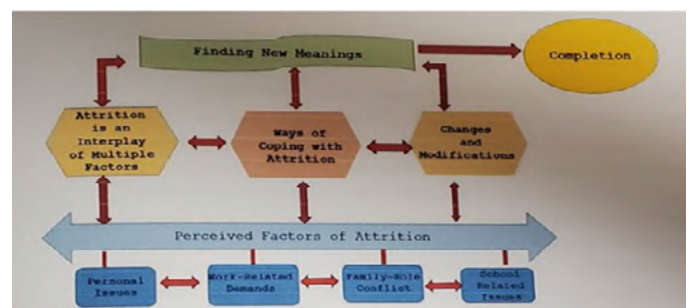 Finding New Meanings
Completion
Attrition
is an
Interplay
of Multiple
Factors
Ways of
Coping with
Attrition
Changes
and
Modifications
Perceived Factors of Attrition
Personal
Issues
Work-Related
Demands
Family-Role
Conflict
School
Related
Issues